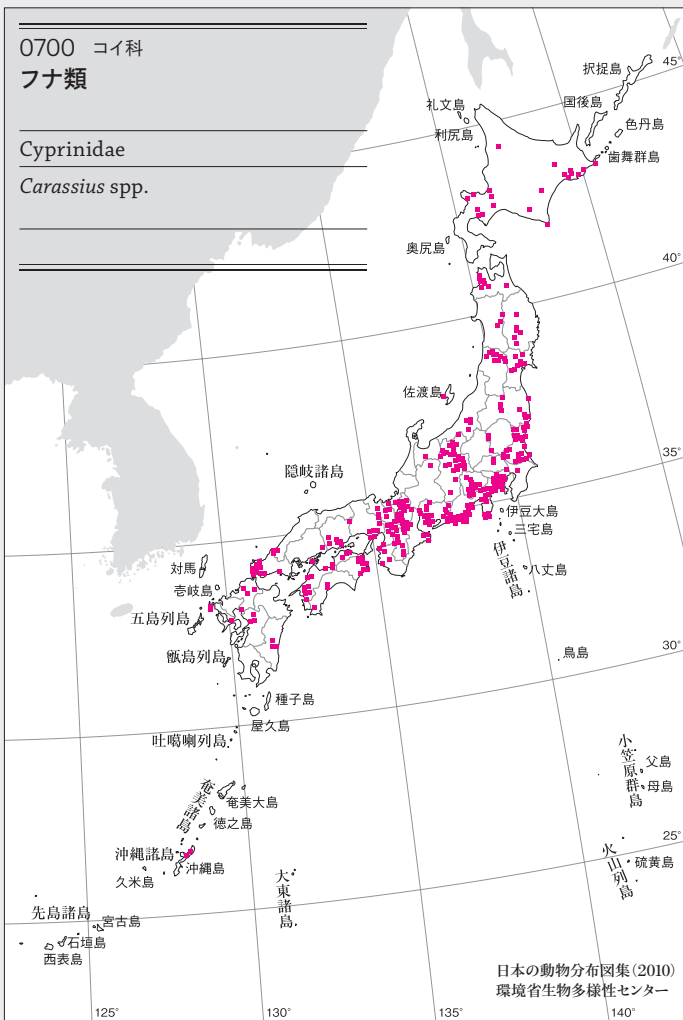 0700 コイ科
フナ類
Cyprinidae
Carassius spp.
45°
択捉島
国後島
礼文島
色丹島
利尻島
歯舞群島
奥尻島
40°
佐渡島
35°
隠岐諸島
伊豆大島
三宅島
伊豆諸島
八丈島
対馬
壱岐島
五島列島
甑島列島
鳥島
30°
種子島
屋久島
吐噶喇列島
小笠原群島
父島
母島
奄美諸島
奄美大島
徳之島
25°
沖縄諸島
沖縄島
久米島
大東諸島
火山列島
硫黄島
先島諸島
宮古島
石垣島
西表島
日本の動物分布図集(2010)
環境省生物多様性センター
125°
130°
135°
140°